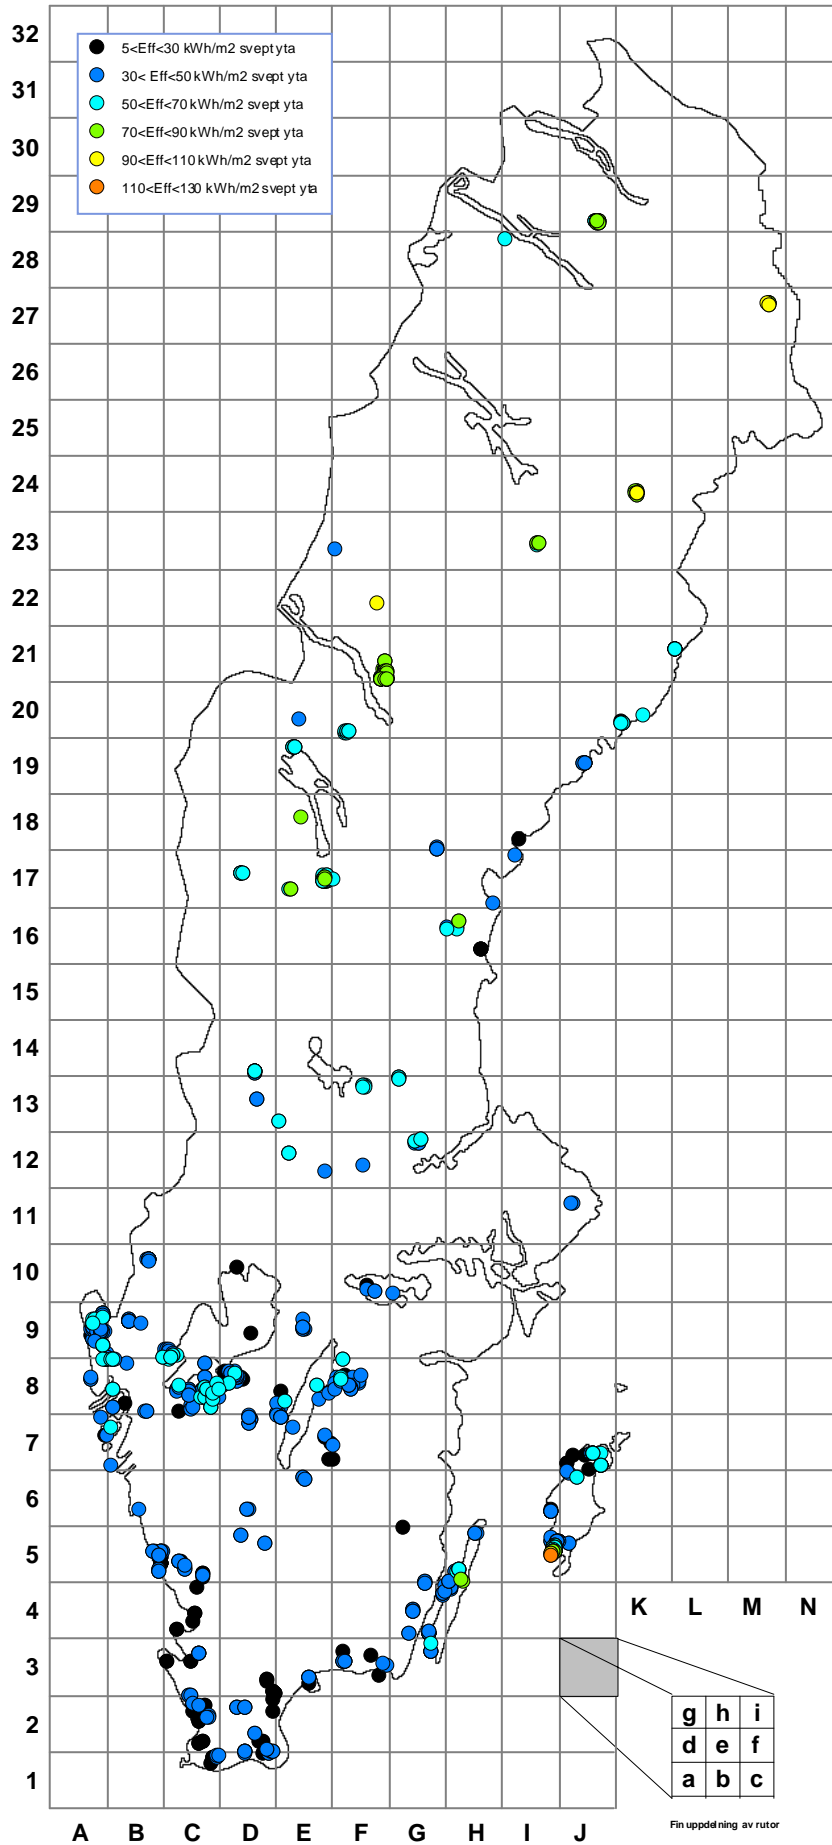 32
5<Eff<30 kWh/m2 svept yta
31
30< Eff<50 kWh/m2 svept yta
50<Eff<70 kWh/m2 svept yta
70<Eff<90 kWh/m2 svept yta
30
90<Eff<110 kWh/m2 svept yta
29
110<Eff<130 kWh/m2 svept yta
28
27
26
25
24
23
22
21
20
19
18
17
16
15
14
13
12
11
10
9
8
7
6
5
4
K L M N
3
g h i
2
d e f
a b c
1
Fin uppdelning av rutor
A B C D E F G H I J